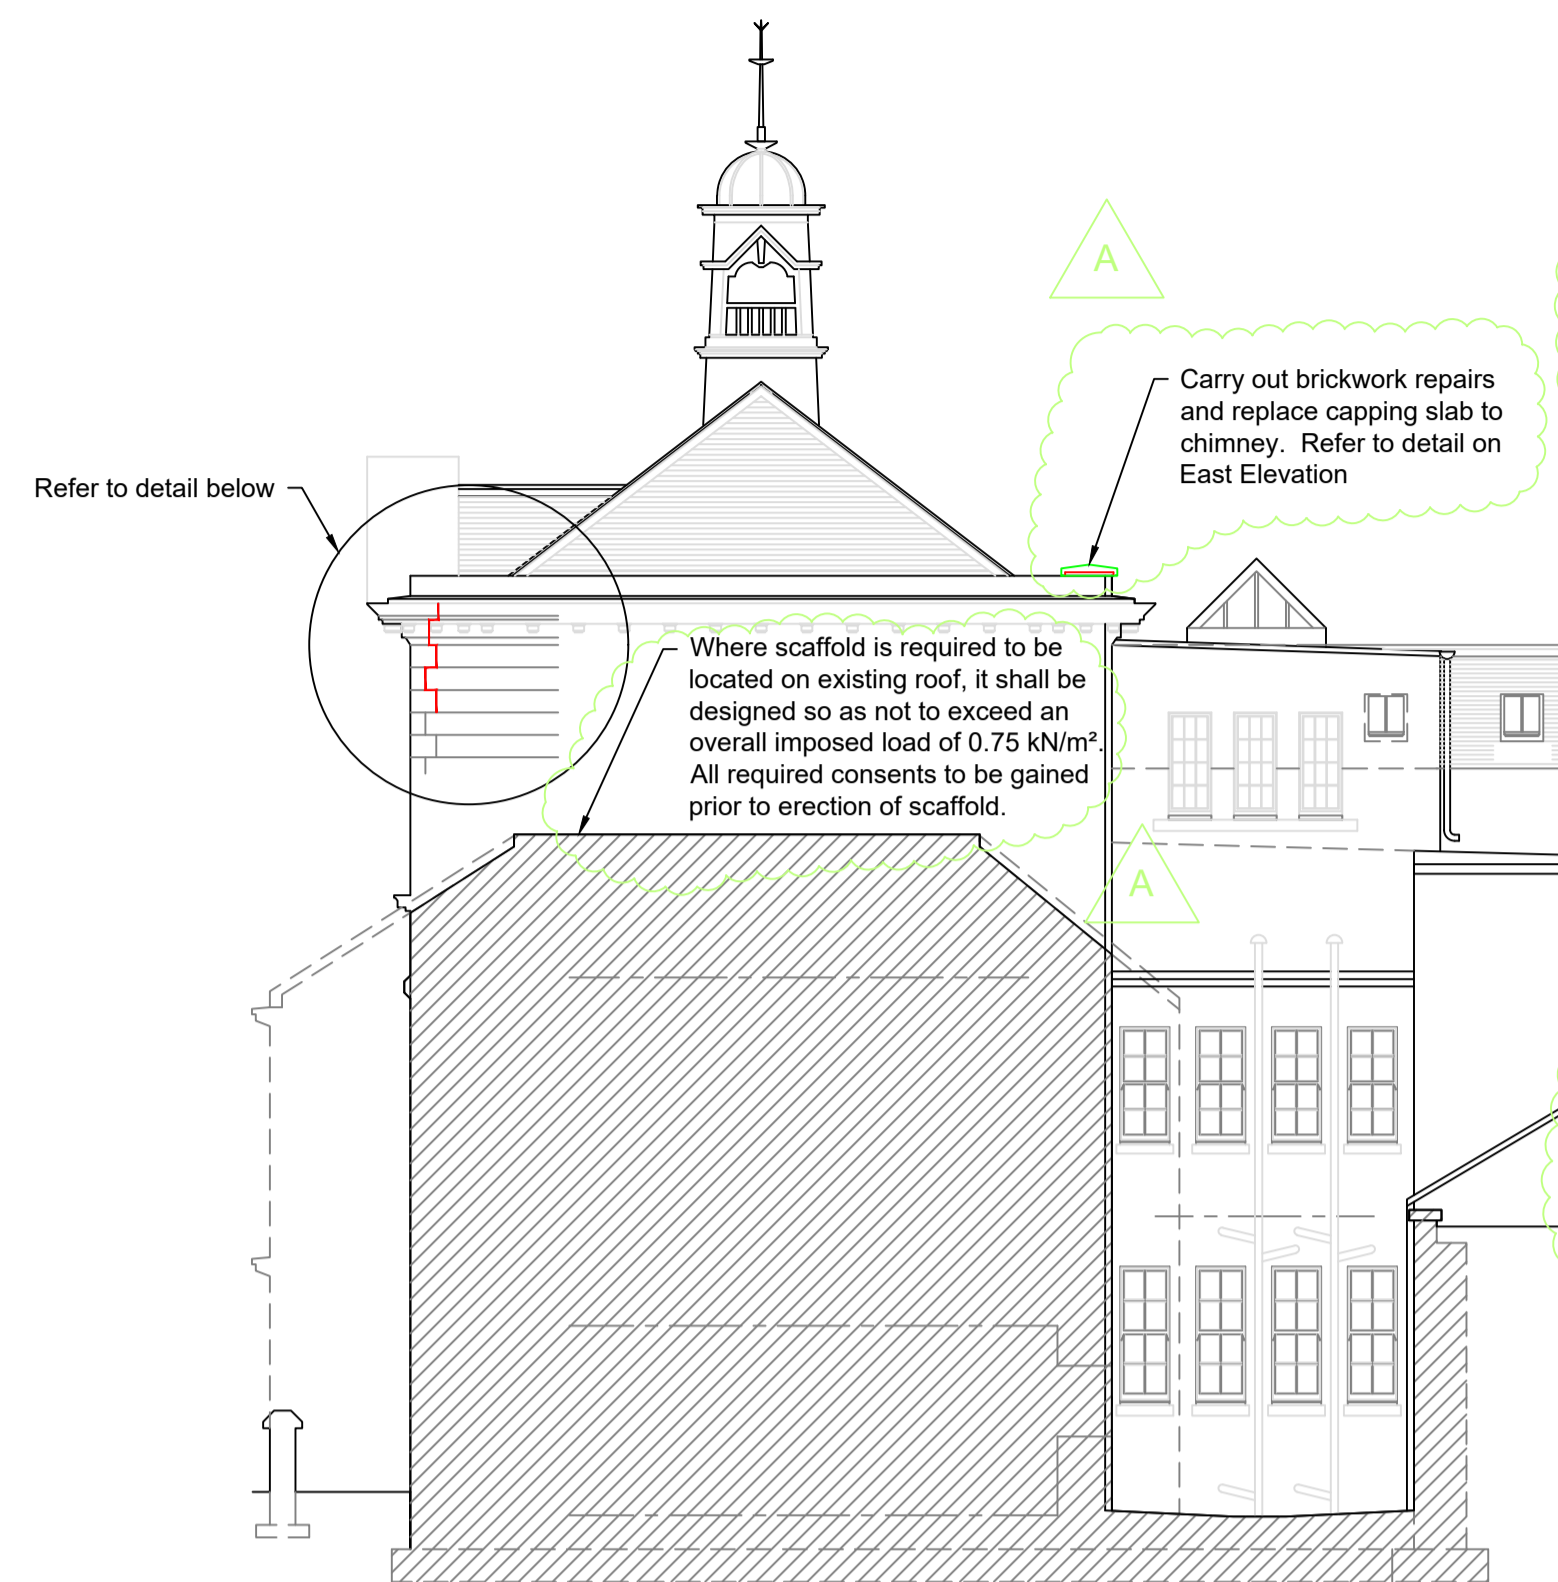 A
Carry out brickwork repairs
and replace capping slab to
chimney. Refer to detail on
East Elevation
Refer to detail below
Where scaffold is required to be
located on existing roof, it shall be
designed so as not to exceed an
overall imposed load of 0.75 kN/m².
All required consents to be gained
prior to erection of scaffold.
A